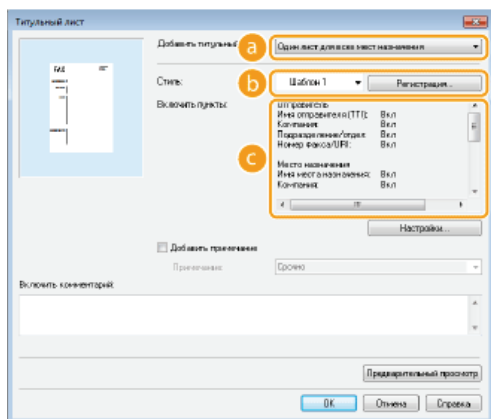 Титульный лист
Добавить титульный
a
Один лист для всех мест назначения
FAX
Стиль:
b
Шаблон 1
Регистрация...
Включить пункты:
c
Отправитель
Имя отправителя (TTI): Вкл
Компания: Вкл
Подразделение/отдел: Вкл
Номер факса/URI: Вкл
Место назначения
Имя места назначения: Вкл
Компания: Вкл
Настройки...
Добавить примечание
Примечание: Срочно
Включить комментарий:
Предварительный просмотр
OK
Отмена
Справка